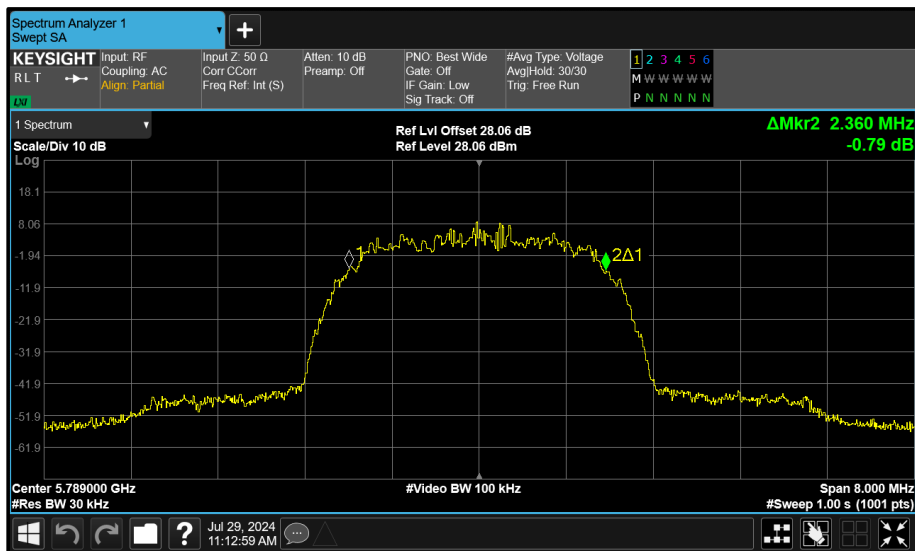 Spectrum Analyzer 1
Swept SA
+
KEYSIGHT
R L T
LXI
Input: RF
Coupling: AC
Align: Partial
Input Z: 50 Ω
Corr CCorr
Freq Ref: Int (S)
Atten: 10 dB
Preamp: Off
PNO: Best Wide
Gate: Off
IF Gain: Low
Sig Track: Off
#Avg Type: Voltage
Avg|Hold: 30/30
Trig: Free Run
1 2 3 4 5 6
M W W W W W
P N N N N N
1 Spectrum
Scale/Div 10 dB
Ref Lvl Offset 28.06 dB
Ref Level 28.06 dBm
ΔMkr2 2.360 MHz
-0.79 dB
Log
18.1
8.06
-1.94
-11.9
-21.9
-31.9
-41.9
-51.9
-61.9
1
2Δ1
Center 5.789000 GHz
#Res BW 30 kHz
#Video BW 100 kHz
Span 8.000 MHz
#Sweep 1.00 s (1001 pts)
?
Jul 29, 2024
11:12:59 AM